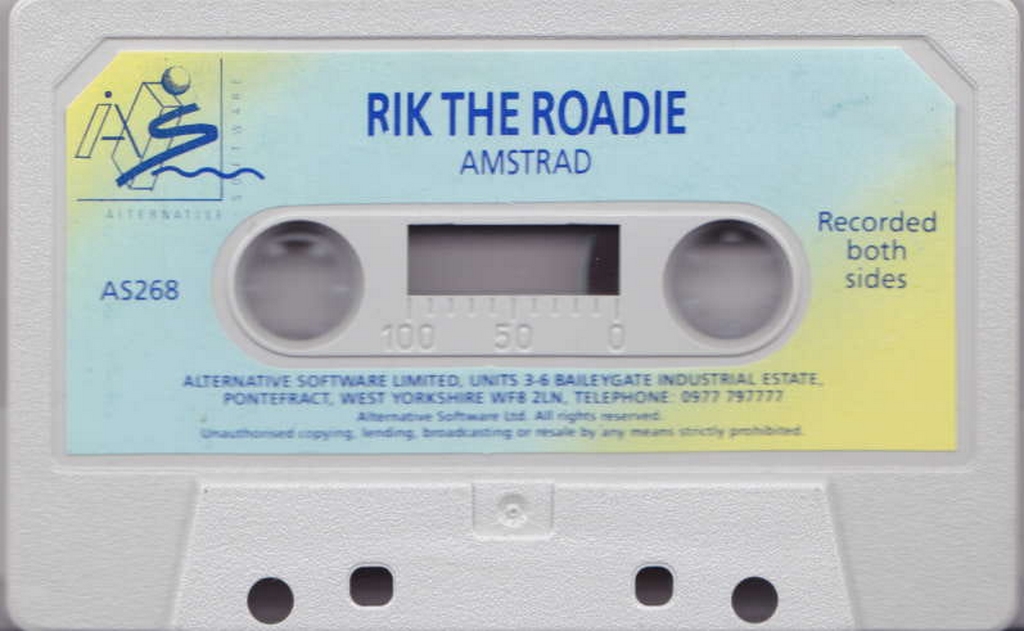 RIK THE ROADIE
AMSTRAD
SOFTWARE
ALTERNATIVE
Recorded
both
sides
AS268
100 50 0
ALTERNATIVE SOFTWARE LIMITED, UNITS 3-6 BAILEYGATE INDUSTRIAL ESTATE,
PONTEFRACT, WEST YORKSHIRE WF8 2LN, TELEPHONE: 0977 797777
Alternative Software Ltd. All rights reserved.
Unauthorised copying, lending, broadcasting or resale by any means strictly prohibited.